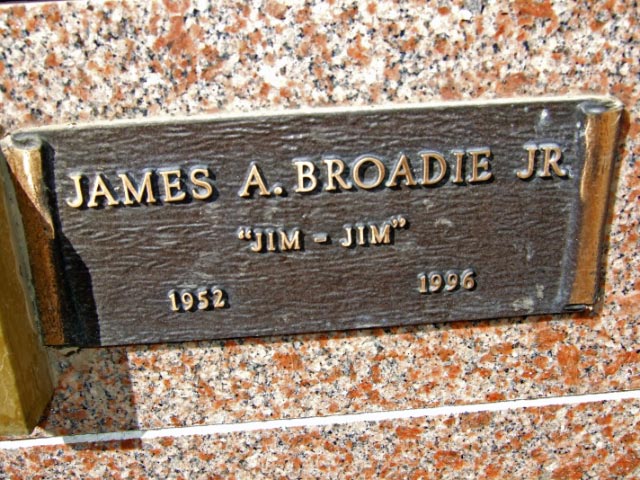 JAMES A. BROADIE JR
“JIM - JIM”
1952 1996